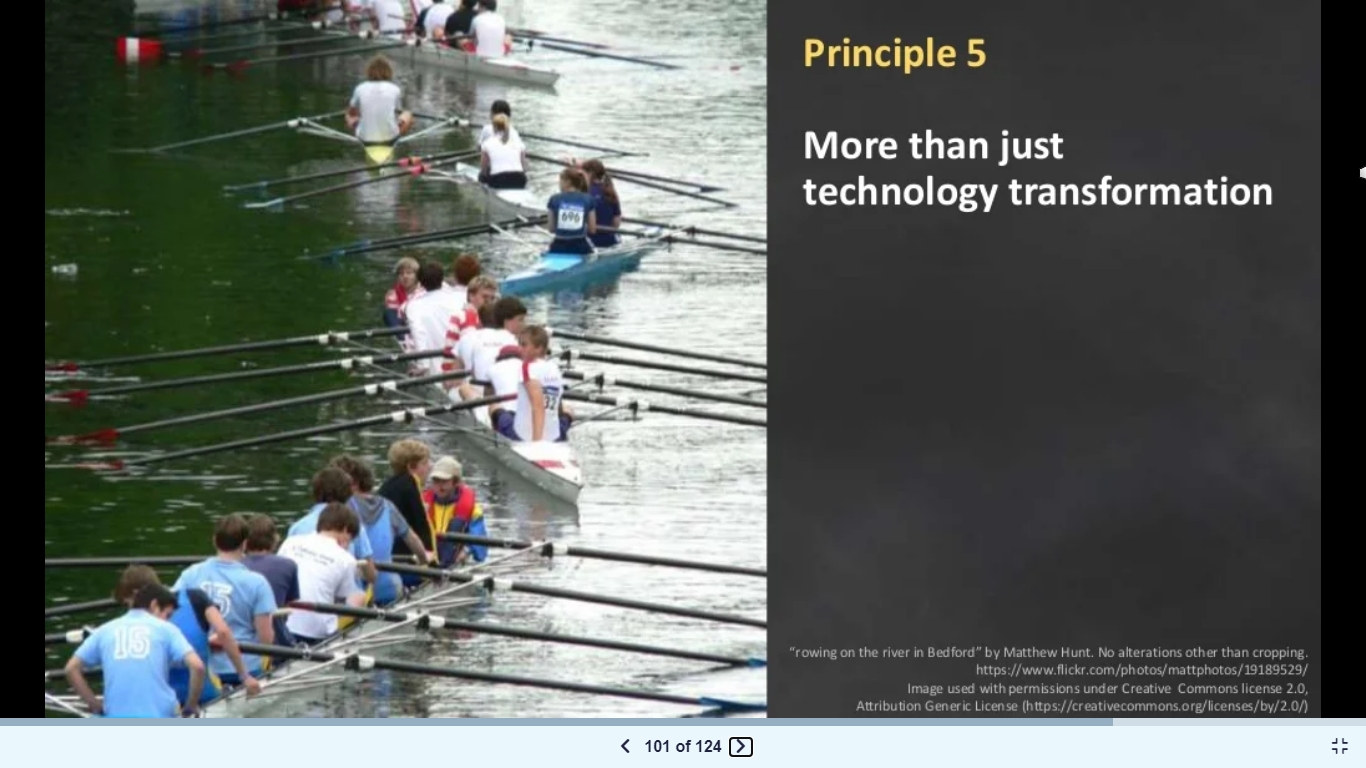 Principle 5
More than just
technology transformation
696
32
13
15
“rowing on the river in Bedford” by Matthew Hunt. No alterations other than cropping.
https://www.flickr.com/photos/mattphotos/19189529/
Image used with permissions under Creative Commons license 2.0,
Attribution Generic License (https://creativecommons.org/licenses/by/2.0/)
101 of 124